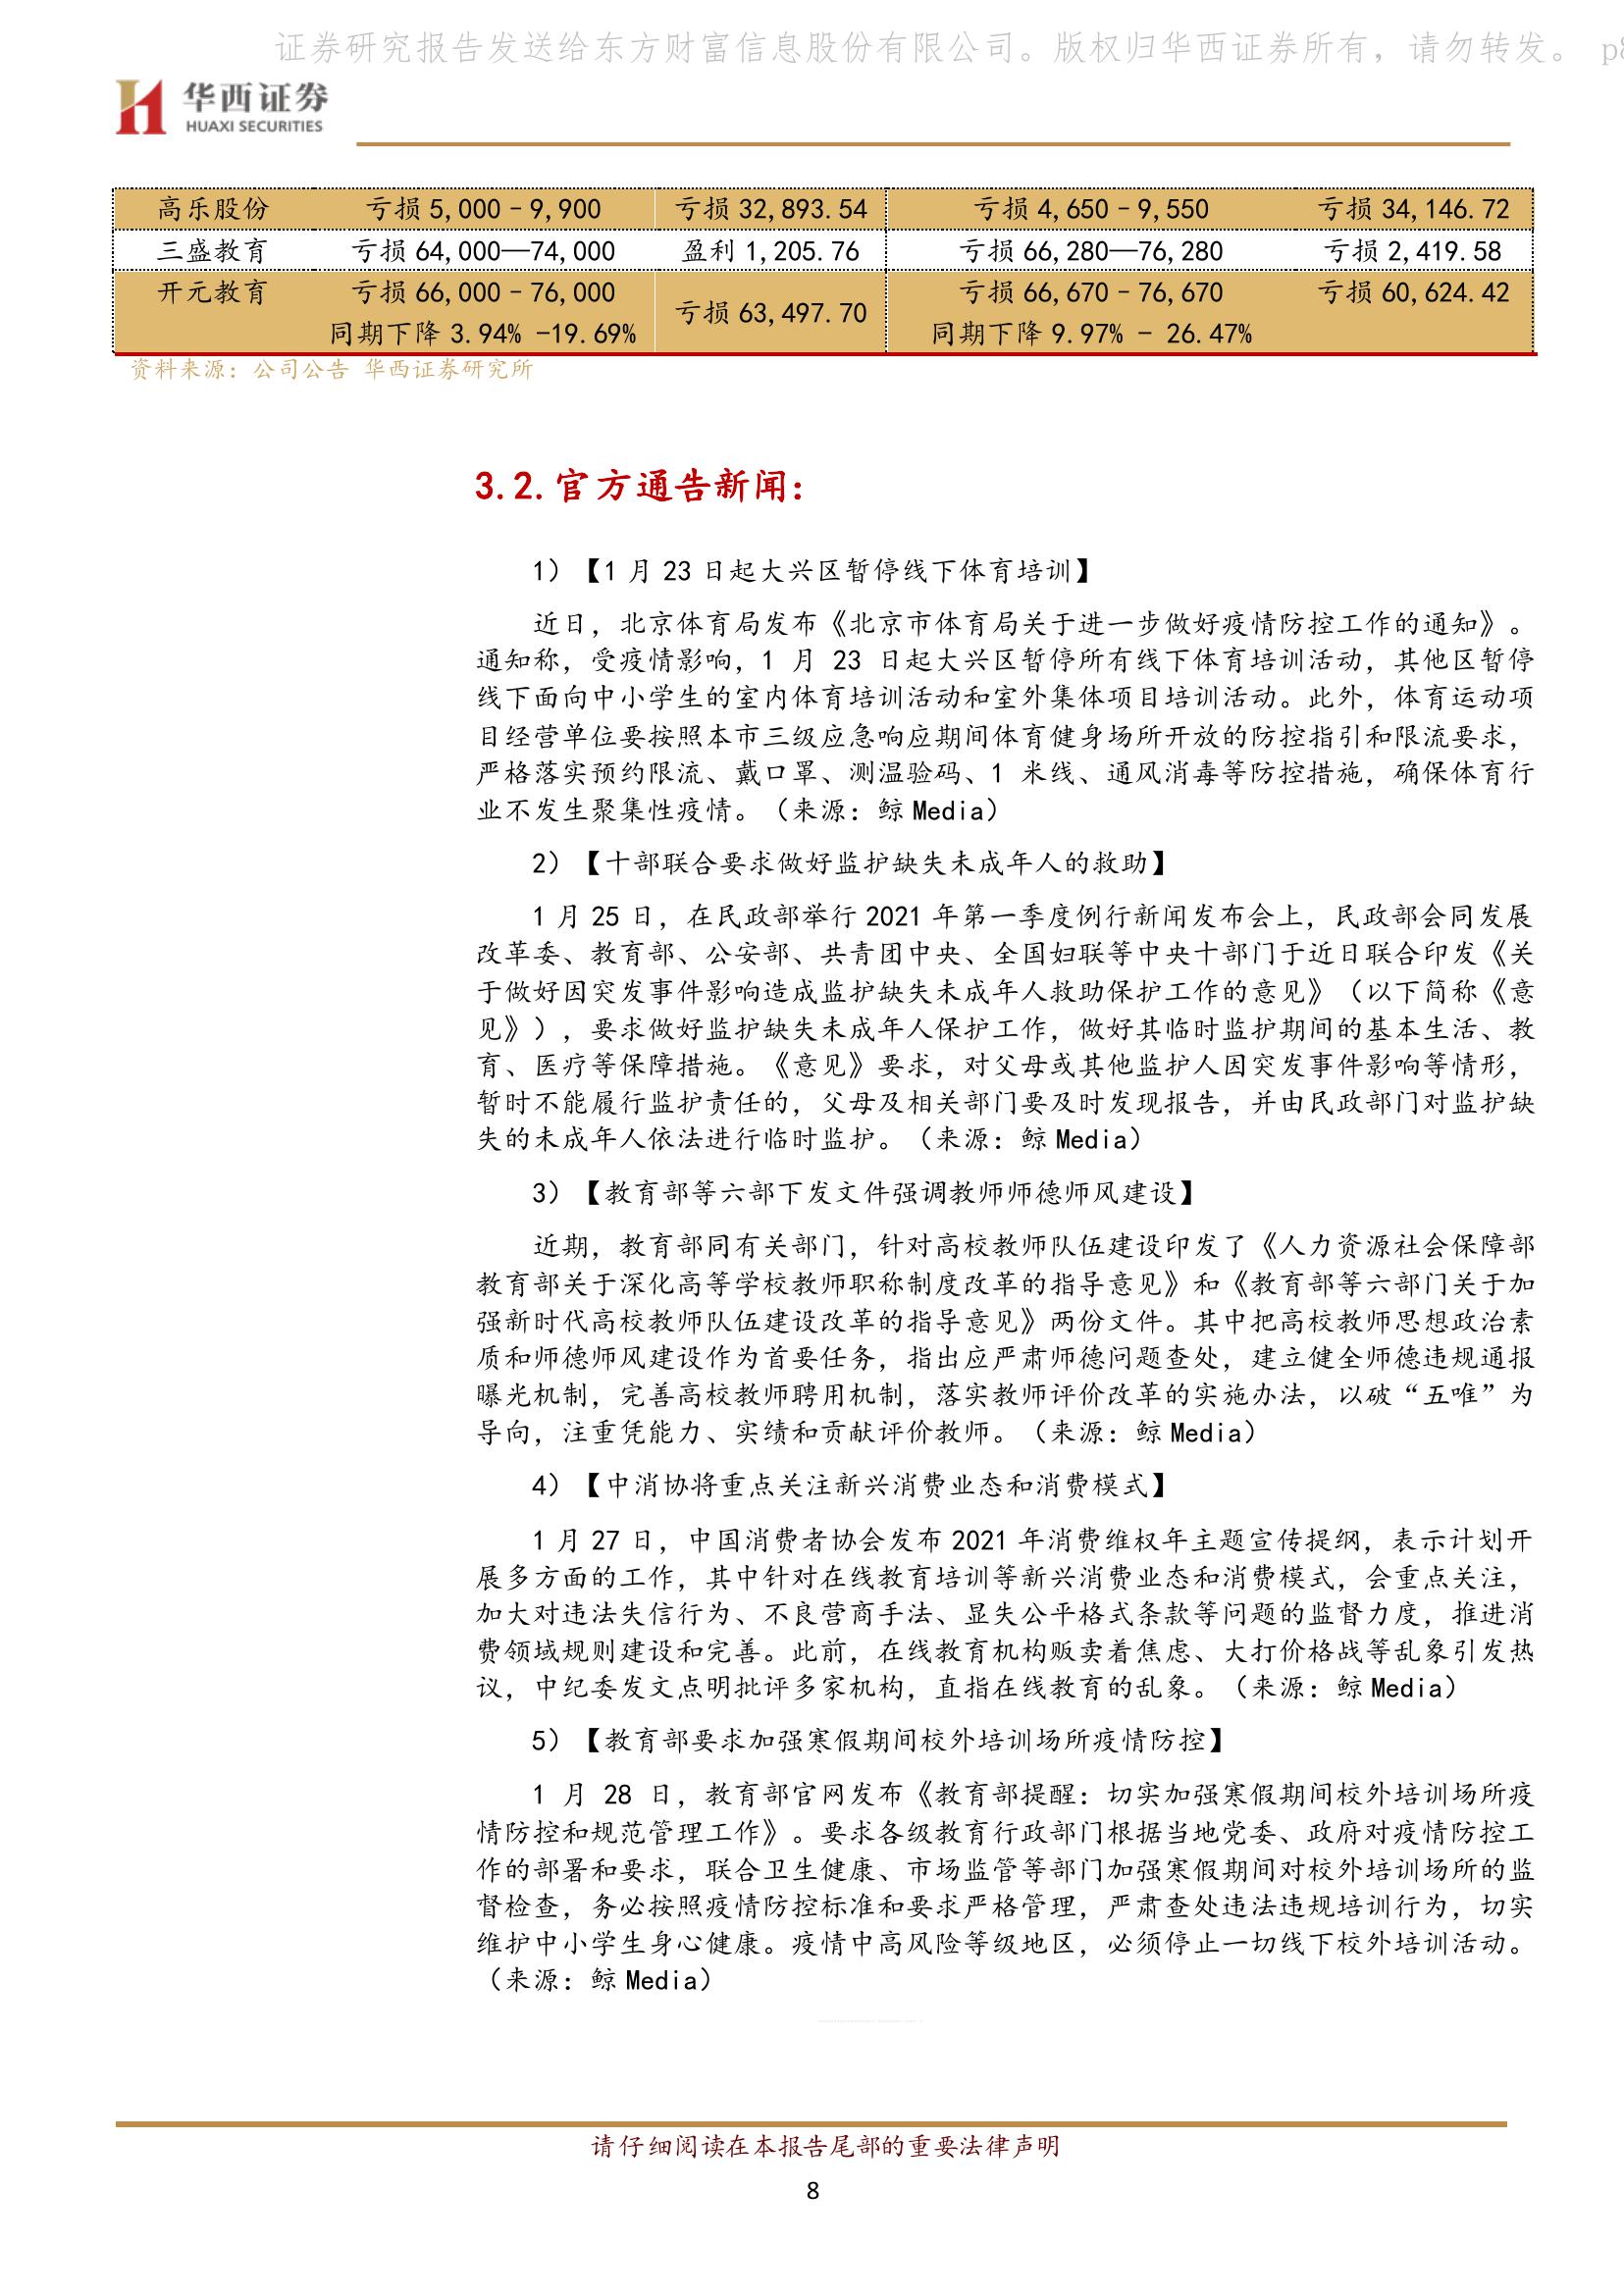 证券研究报告发送给东方财富信息股份有限公司。版权归华西证券所有，请勿转发。 p8
华西证券
HUAXI SECURITIES
高乐股份 亏损 5,000–9,900 亏损 32,893.54 亏损 4,650–9,550 亏损 34,146.72
三盛教育 亏损 64,000—74,000 盈利 1,205.76 亏损 66,280—76,280 亏损 2,419.58
开元教育 亏损 66,000–76,000 亏损 63,497.70 亏损 66,670–76,670 亏损 60,624.42
同期下降 3.94% -19.69% 同期下降 9.97% - 26.47%
资料来源：公司公告 华西证券研究所
3.2.官方通告新闻：
1）【1 月 23 日起大兴区暂停线下体育培训】
近日，北京体育局发布《北京市体育局关于进一步做好疫情防控工作的通知》。
通知称，受疫情影响，1 月 23 日起大兴区暂停所有线下体育培训活动，其他区暂停
线下面向中小学生的室内体育培训活动和室外集体项目培训活动。此外，体育运动项
目经营单位要按照本市三级应急响应期间体育健身场所开放的防控指引和限流要求，
严格落实预约限流、戴口罩、测温验码、1 米线、通风消毒等防控措施，确保体育行
业不发生聚集性疫情。（来源：鲸 Media）
2）【十部联合要求做好监护缺失未成年人的救助】
1 月 25 日，在民政部举行 2021 年第一季度例行新闻发布会上，民政部会同发展
改革委、教育部、公安部、共青团中央、全国妇联等中央十部门于近日联合印发《关
于做好因突发事件影响造成监护缺失未成年人救助保护工作的意见》（以下简称《意
见》），要求做好监护缺失未成年人保护工作，做好其临时监护期间的基本生活、教
育、医疗等保障措施。《意见》要求，对父母或其他监护人因突发事件影响等情形，
暂时不能履行监护责任的，父母及相关部门要及时发现报告，并由民政部门对监护缺
失的未成年人依法进行临时监护。（来源：鲸 Media）
3）【教育部等六部下发文件强调教师师德师风建设】
近期，教育部同有关部门，针对高校教师队伍建设印发了《人力资源社会保障部
教育部关于深化高等学校教师职称制度改革的指导意见》和《教育部等六部门关于加
强新时代高校教师队伍建设改革的指导意见》两份文件。其中把高校教师思想政治素
质和师德师风建设作为首要任务，指出应严肃师德问题查处，建立健全师德违规通报
曝光机制，完善高校教师聘用机制，落实教师评价改革的实施办法，以破“五唯”为
导向，注重凭能力、实绩和贡献评价教师。（来源：鲸 Media）
4）【中消协将重点关注新兴消费业态和消费模式】
1 月 27 日，中国消费者协会发布 2021 年消费维权年主题宣传提纲，表示计划开
展多方面的工作，其中针对在线教育培训等新兴消费业态和消费模式，会重点关注，
加大对违法失信行为、不良营商手法、显失公平格式条款等问题的监督力度，推进消
费领域规则建设和完善。此前，在线教育机构贩卖着焦虑、大打价格战等乱象引发热
议，中纪委发文点明批评多家机构，直指在线教育的乱象。（来源：鲸 Media）
5）【教育部要求加强寒假期间校外培训场所疫情防控】
1 月 28 日，教育部官网发布《教育部提醒：切实加强寒假期间校外培训场所疫
情防控和规范管理工作》。要求各级教育行政部门根据当地党委、政府对疫情防控工
作的部署和要求，联合卫生健康、市场监管等部门加强寒假期间对校外培训场所的监
督检查，务必按照疫情防控标准和要求严格管理，严肃查处违法违规培训行为，切实
维护中小学生身心健康。疫情中高风险等级地区，必须停止一切线下校外培训活动。
（来源：鲸 Media）
请仔细阅读在本报告尾部的重要法律声明
8